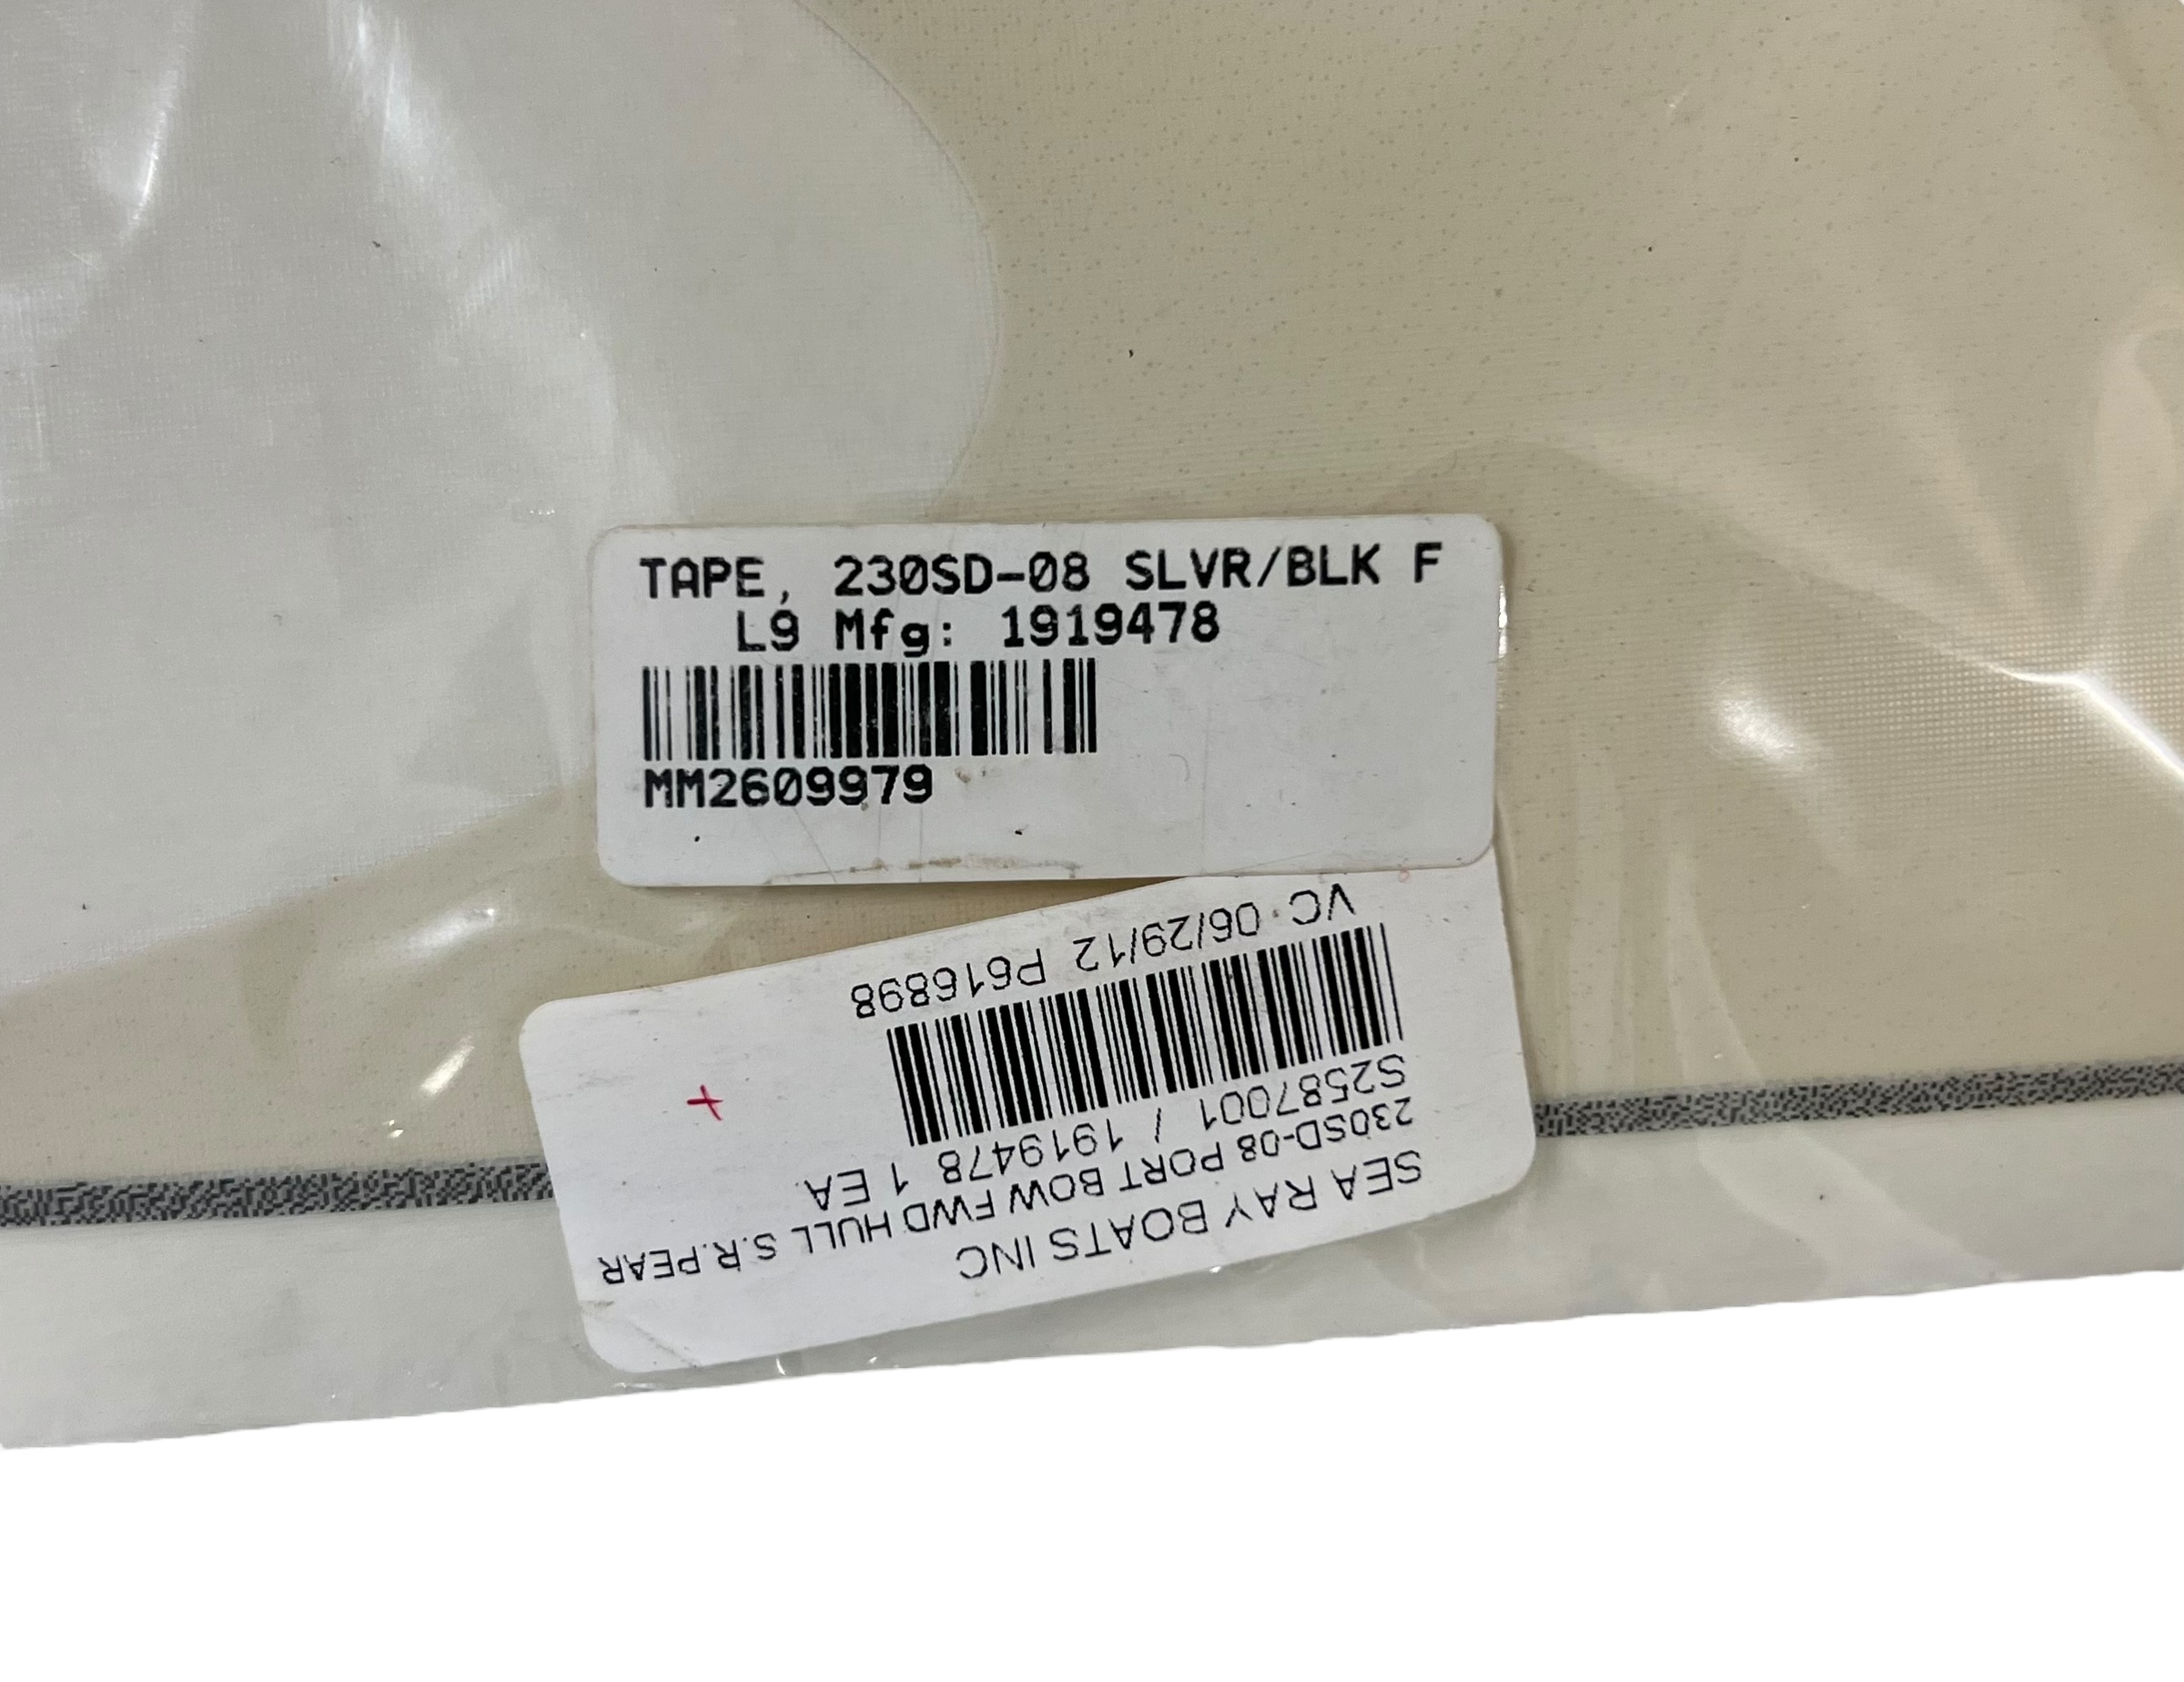 TAPE, 230SD-08 SLVR/BLK F
L9 Mfg: 1919478
MM2609979
SEA RAY BOATS INC
230SD-08 PORT BOW FWD HULL S.R.PEAR
S2587001 / 1919478 1 EA
VC 06/29/12 P616898